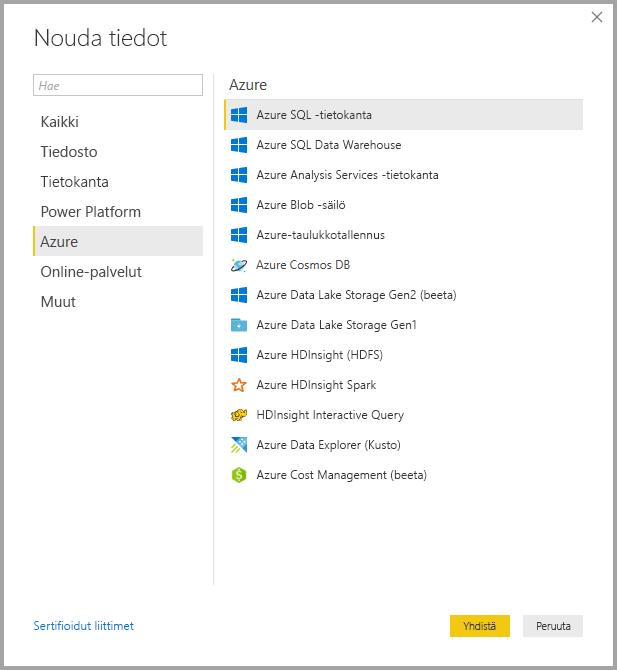 Nouda tiedot
Hae
Kaikki
Tiedosto
Tietokanta
Power Platform
Azure
Online-palvelut
Muut
Azure
Azure SQL -tietokanta
Azure SQL Data Warehouse
Azure Analysis Services -tietokanta
Azure Blob -säilö
Azure-taulukkotallennus
Azure Cosmos DB
Azure Data Lake Storage Gen2 (beeta)
Azure Data Lake Storage Gen1
Azure HDInsight (HDFS)
Azure HDInsight Spark
HDInsight Interactive Query
Azure Data Explorer (Kusto)
Azure Cost Management (beeta)
Sertifioidut liittimet
Yhdistä
Peruuta